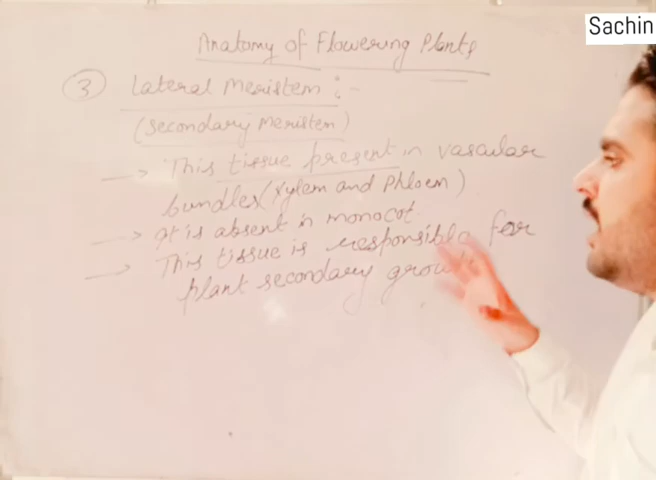 Sachin
Anatomy of Flowering Plants
③ Lateral Meristem :-
(Secondary Meristem)
→ This tissue present in vascular
bundles (xylem and Phloem)
→ It is absent in monocot.
→ This tissue is responsible for
plant secondary growth